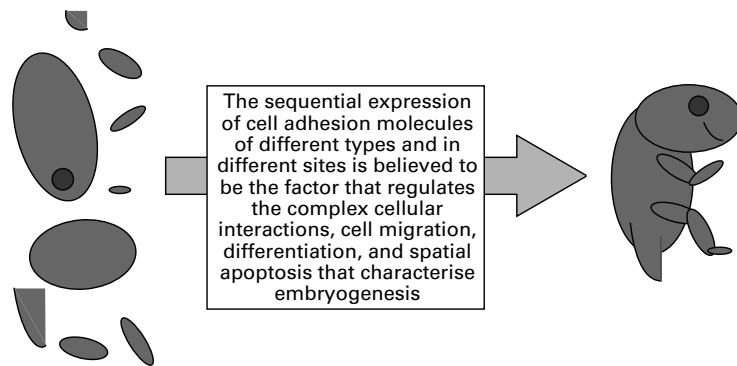 The sequential expression
of cell adhesion molecules
of different types and in
different sites is believed to
be the factor that regulates
the complex cellular
interactions, cell migration,
differentiation, and spatial
apoptosis that characterise
embryogenesis